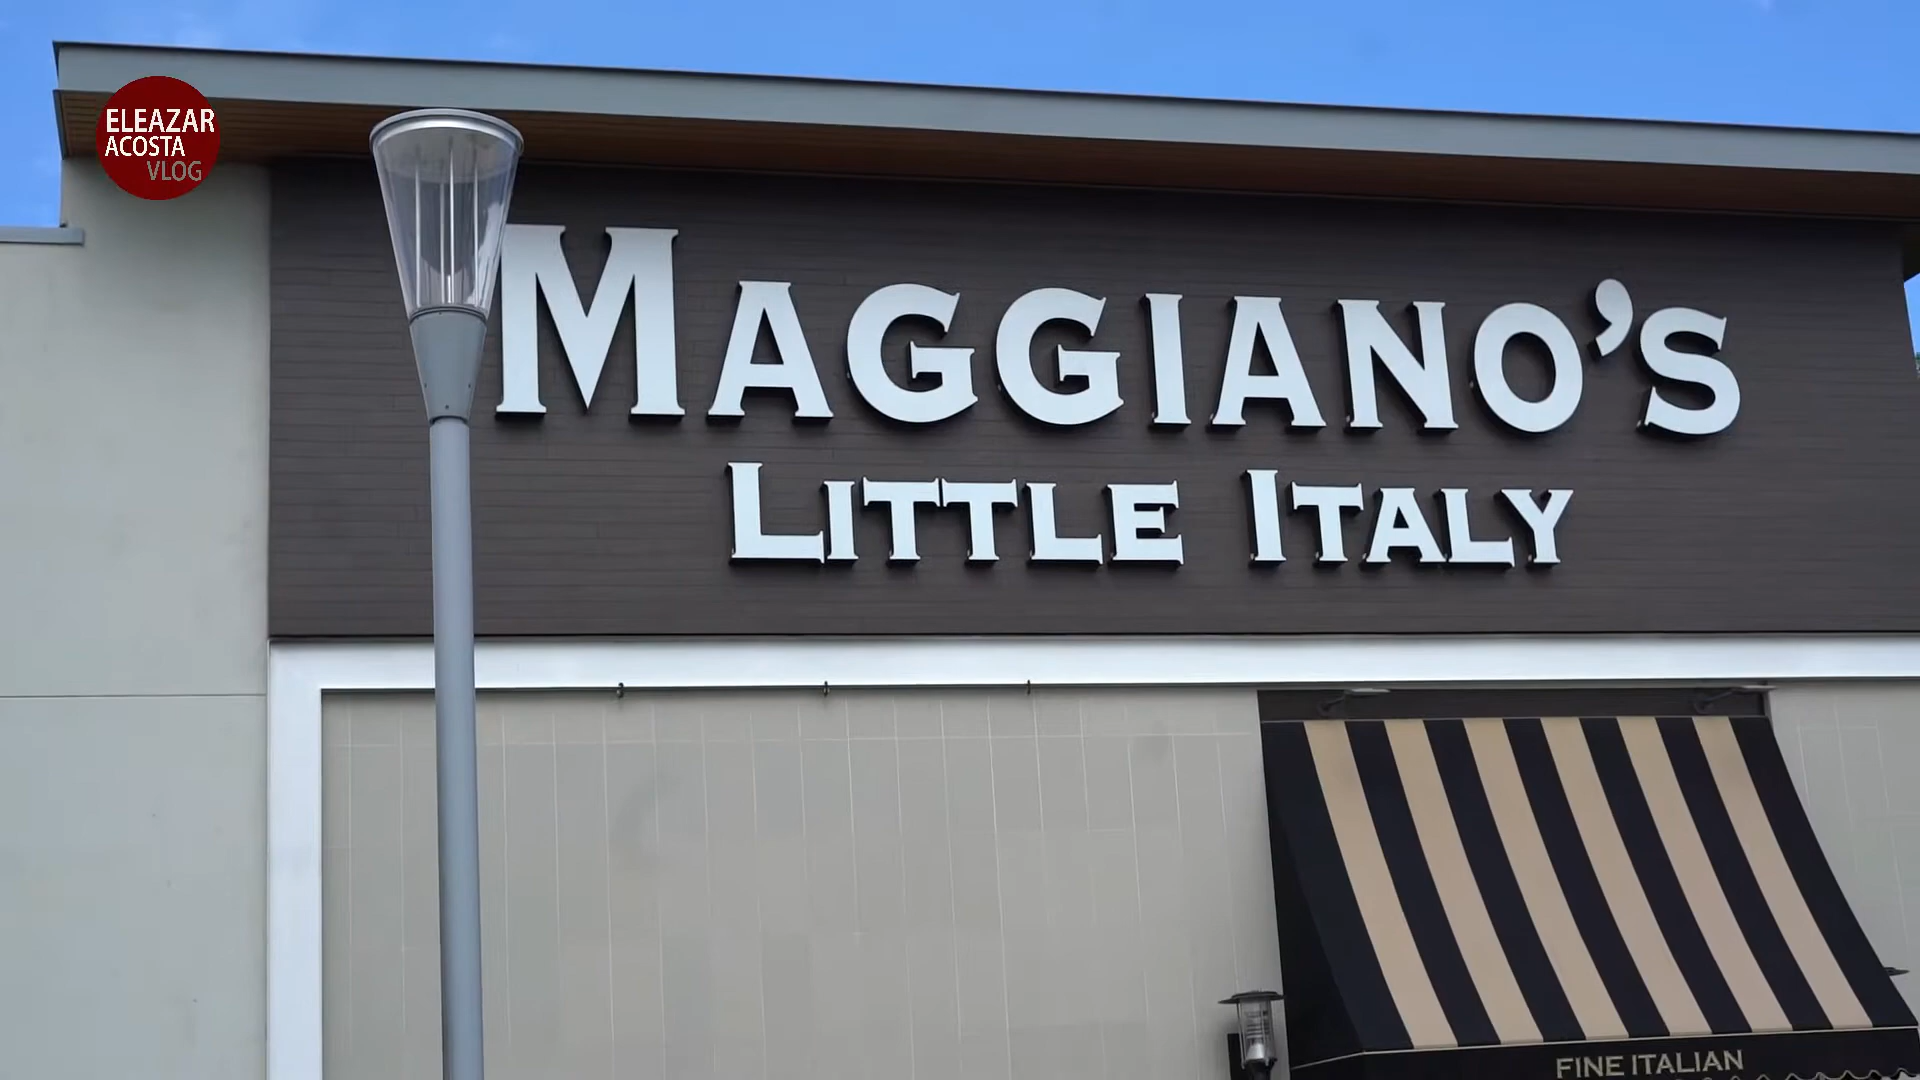 ELEAZAR
ACOSTA
VLOG
MAGGIANO'S
LITTLE ITALY
FINE ITALIAN